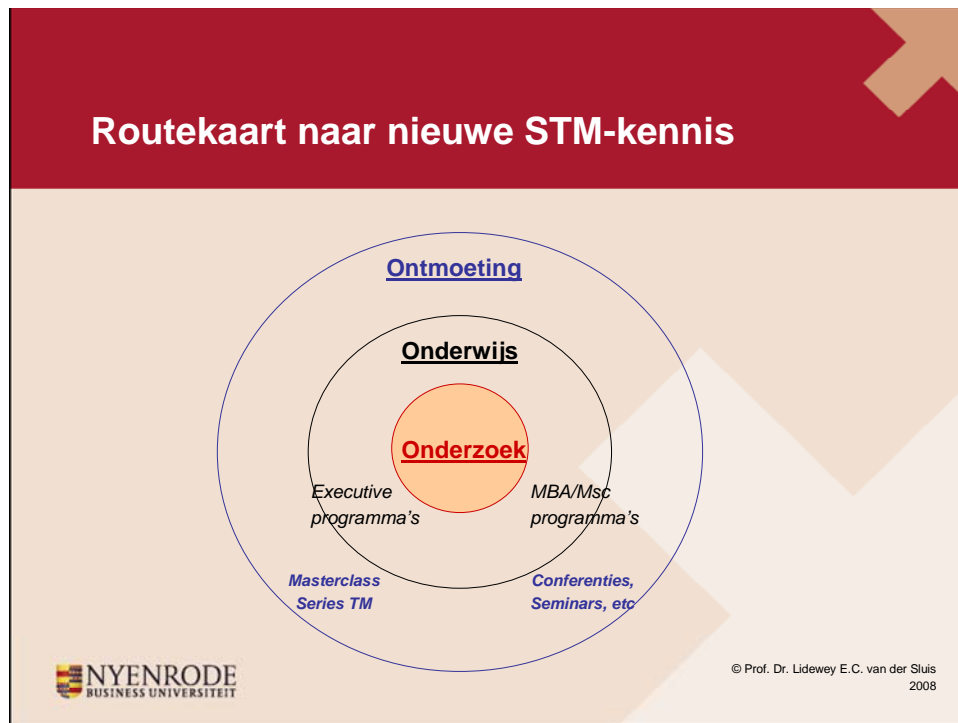 Routekaart naar nieuwe STM-kennis
Ontmoeting
Onderwijs
Onderzoek
Executive
programma's
MBA/Msc
programma's
Masterclass
Series TM
Conferenties,
Seminars, etc
NYENRODE
BUSINESS UNIVERSITEIT
© Prof. Dr. Lidewey E.C. van der Sluis
2008